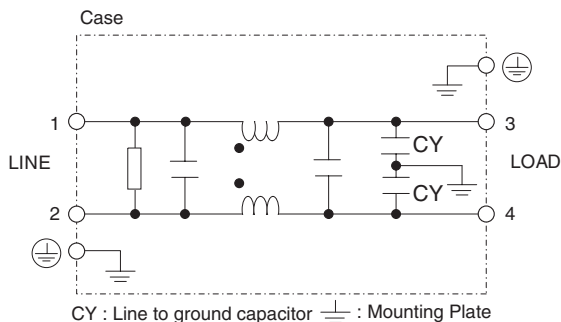 Case
1
3
CY
LINE
LOAD
CY
2
4
CY : Line to ground capacitor : Mounting Plate